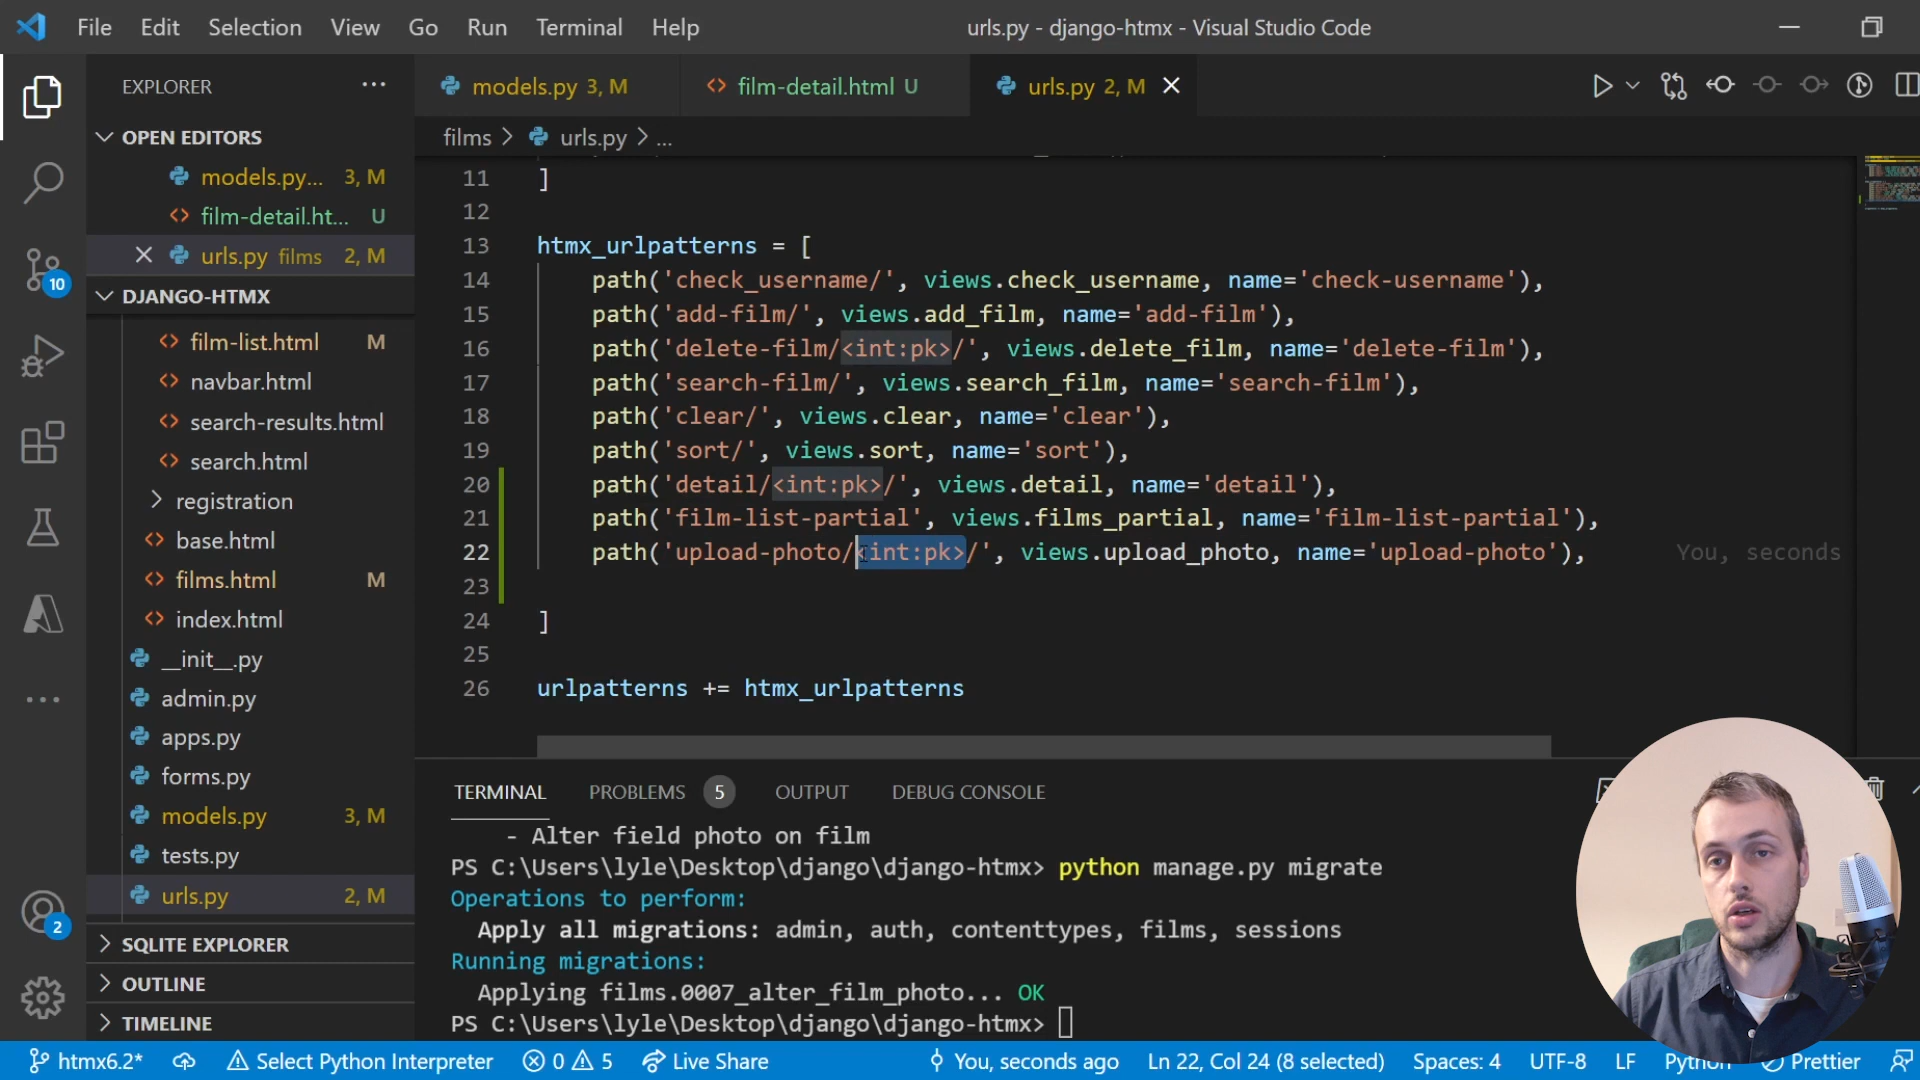 File Edit Selection View Go Run Terminal Help
urls.py - django-htmx - Visual Studio Code
EXPLORER
OPEN EDITORS
models.py... 3, M
film-detail.ht... U
urls.py films 2, M
DJANGO-HTMX
film-list.html M
navbar.html
search-results.html
search.html
registration
base.html
films.html M
index.html
__init__.py
admin.py
apps.py
forms.py
models.py 3, M
tests.py
urls.py 2, M
SQLITE EXPLORER
OUTLINE
TIMELINE
10
2
models.py 3, M
film-detail.html U
urls.py 2, M
films > urls.py > ...
11 ]
12
13 htmx_urlpatterns = [
14 path('check_username/', views.check_username, name='check-username'),
15 path('add-film/', views.add_film, name='add-film'),
16 path('delete-film/<int:pk>/', views.delete_film, name='delete-film'),
17 path('search-film/', views.search_film, name='search-film'),
18 path('clear/', views.clear, name='clear'),
19 path('sort/', views.sort, name='sort'),
20 path('detail/<int:pk>/', views.detail, name='detail'),
21 path('film-list-partial', views.films_partial, name='film-list-partial'),
22 path('upload-photo/<int:pk>/', views.upload_photo, name='upload-photo'), You, seconds
23
24 ]
25
26 urlpatterns += htmx_urlpatterns
TERMINAL PROBLEMS 5 OUTPUT DEBUG CONSOLE
- Alter field photo on film
PS C:\Users\lyle\Desktop\django\django-htmx> python manage.py migrate
Operations to perform:
Apply all migrations: admin, auth, contenttypes, films, sessions
Running migrations:
Applying films.0007_alter_film_photo... OK
PS C:\Users\lyle\Desktop\django\django-htmx>
htmx6.2* Select Python Interpreter 0 5 Live Share You, seconds ago Ln 22, Col 24 (8 selected) Spaces: 4 UTF-8 LF Python Prettier